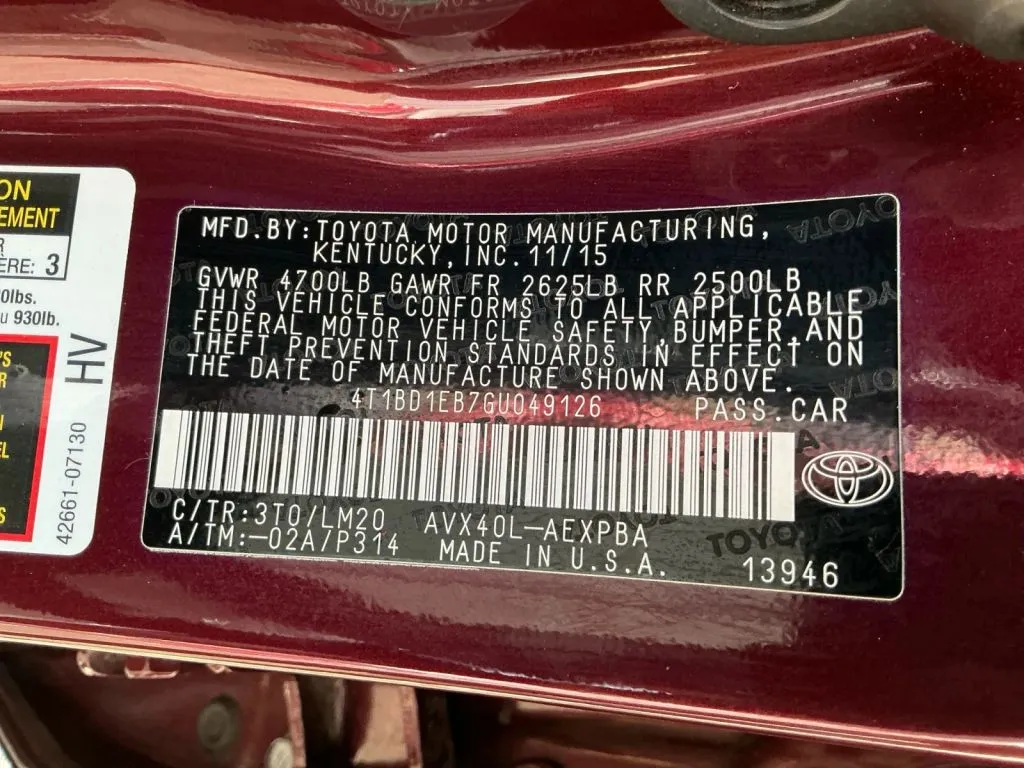 ON
EMENT
R
ERE: 3
0lbs.
u 930lb.
'S
R
N
EL
S
HV
42661-07130
MFD.BY:TOYOTA MOTOR MANUFACTURING,
KENTUCKY,INC.11/15
GVWR 4700LB GAWR FR 2625LB RR 2500LB
THIS VEHICLE CONFORMS TO ALL APPLICABLE
FEDERAL MOTOR VEHICLE SAFETY,BUMPER,AND
THEFT PREVENTION STANDARDS IN EFFECT ON
THE DATE OF MANUFACTURE SHOWN ABOVE.
4T1BD1EB7GU049126 PASS.CAR
C/TR:3T0/LM20 AVX40L-AEXPBA
A/TM:-02A/P314 MADE IN U.S.A. 13946
TOYOTA